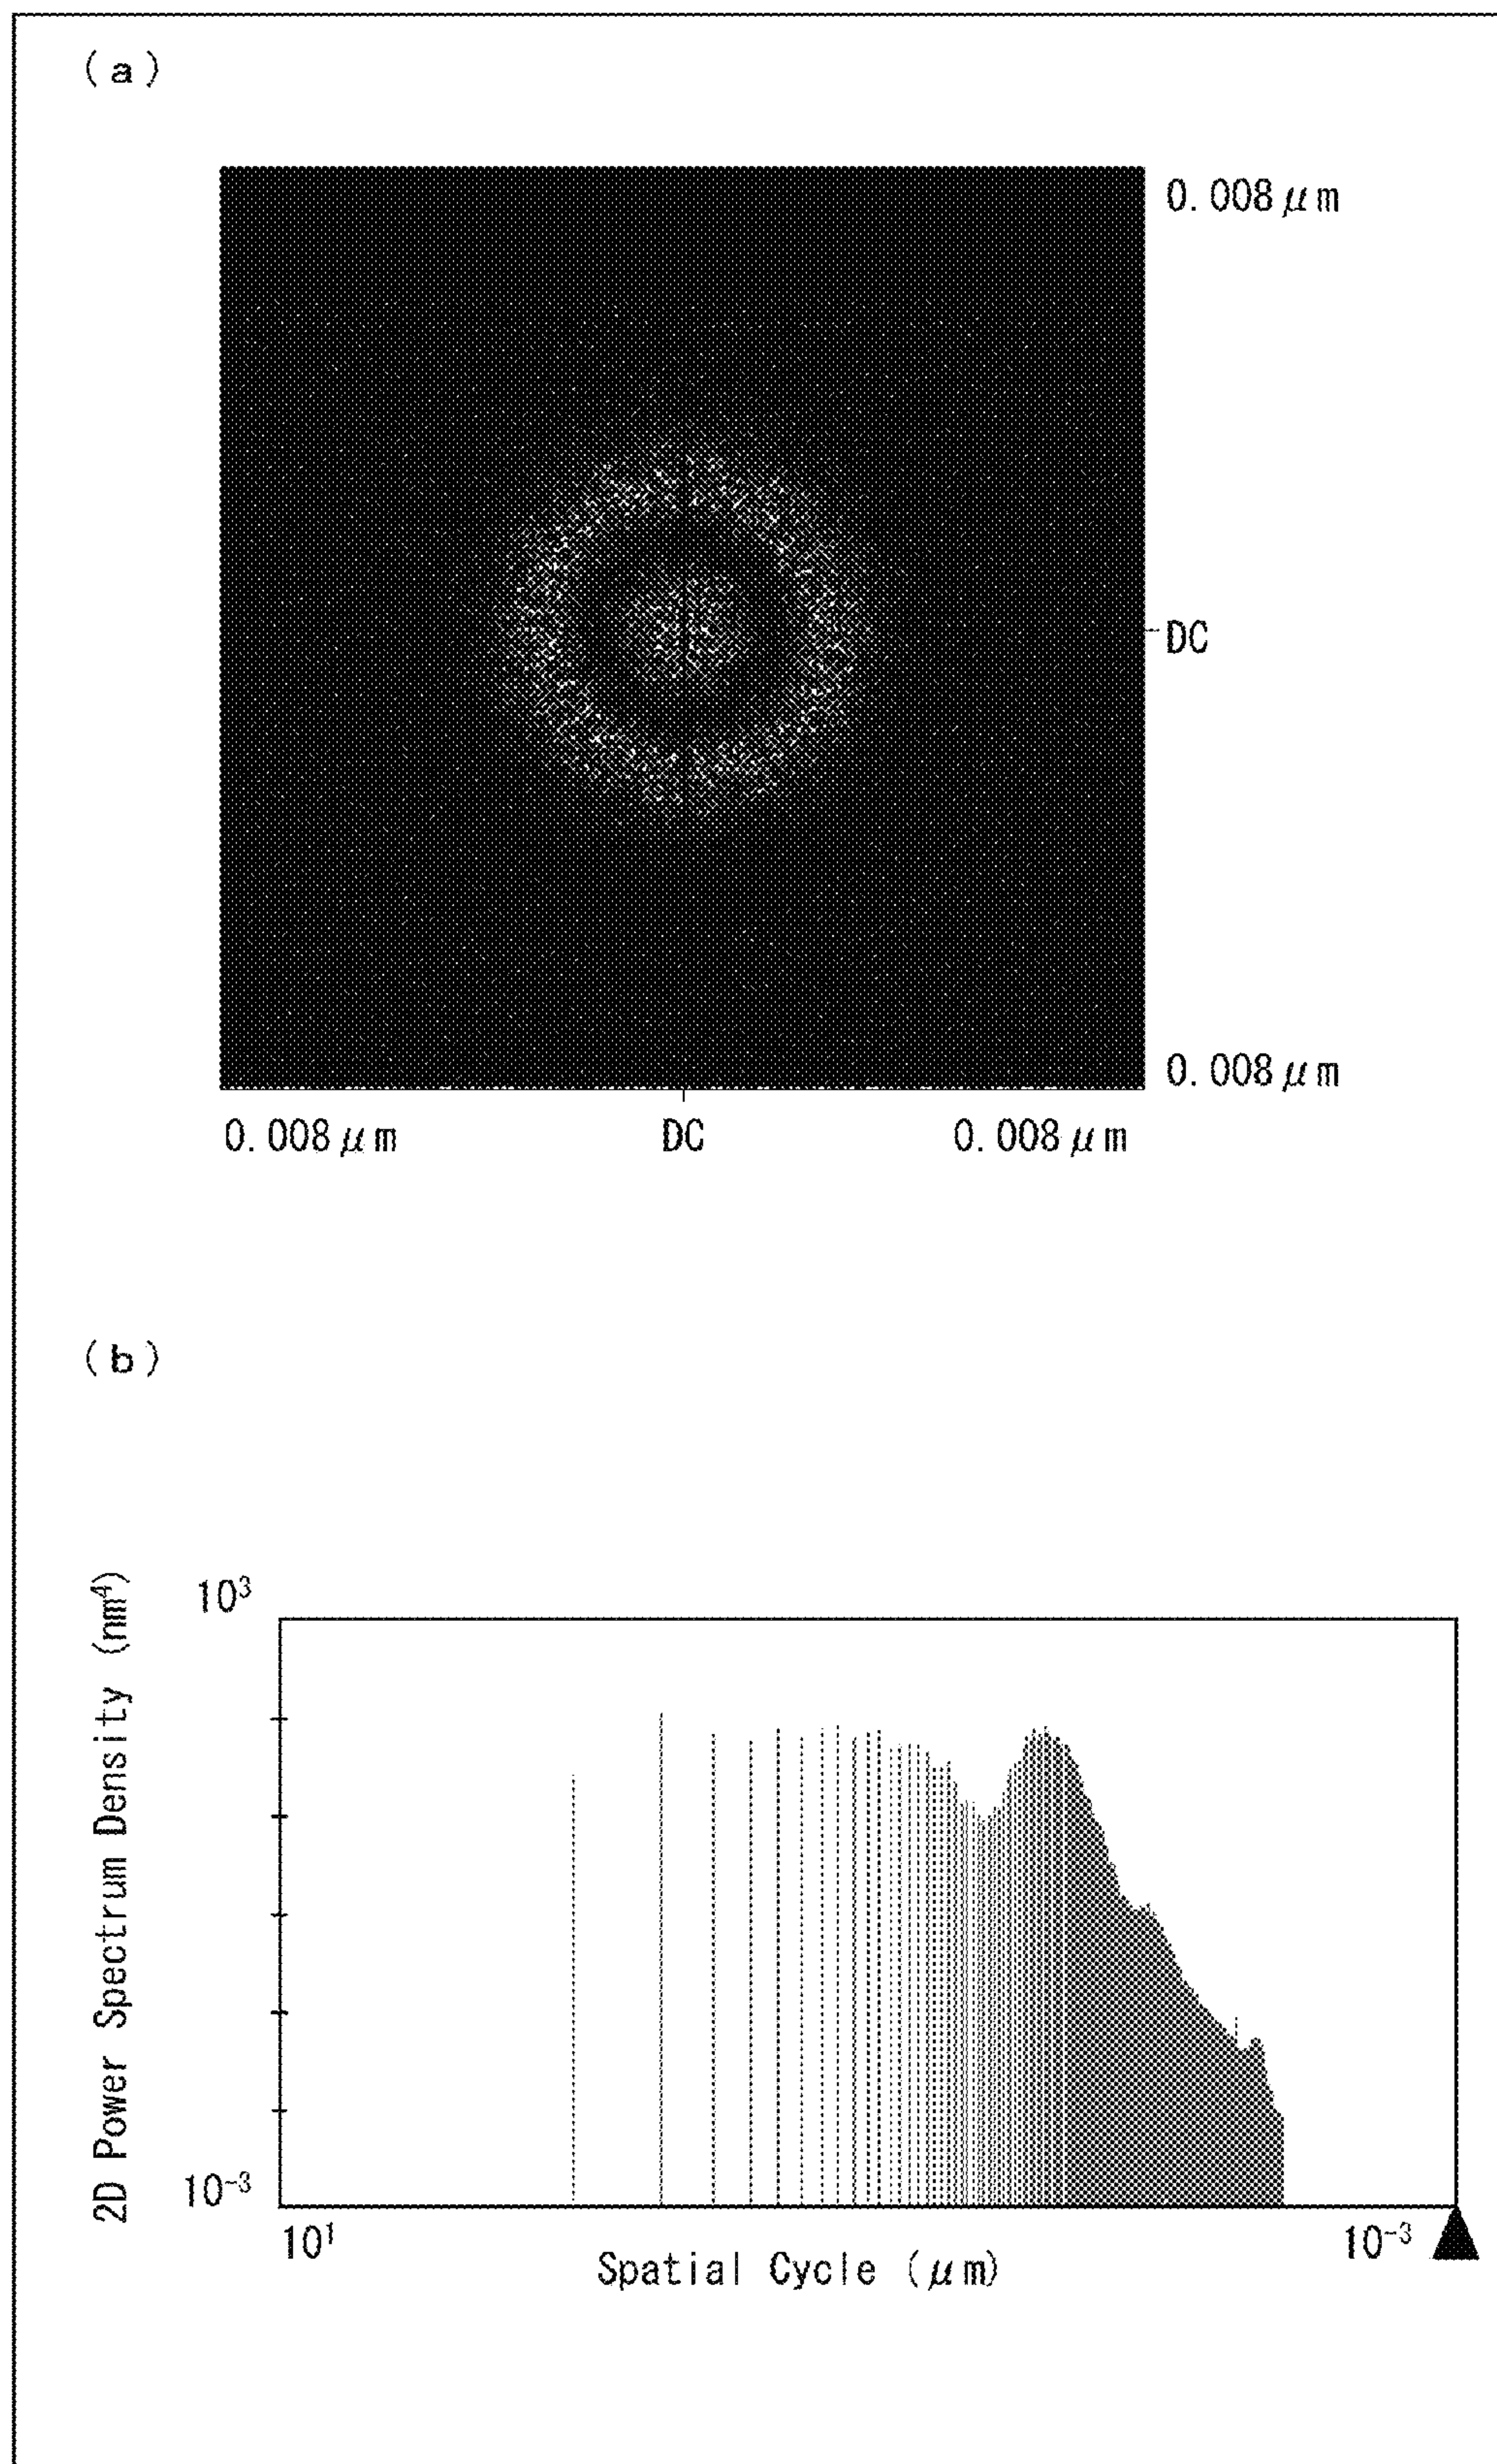 (a)
0.008μm
DC
0.008μm
0.008μm DC 0.008μm
(b)
2D Power Spectrum Density (nm⁴)
10³
10⁻³
10¹ 10⁻³
Spatial Cycle (μm)